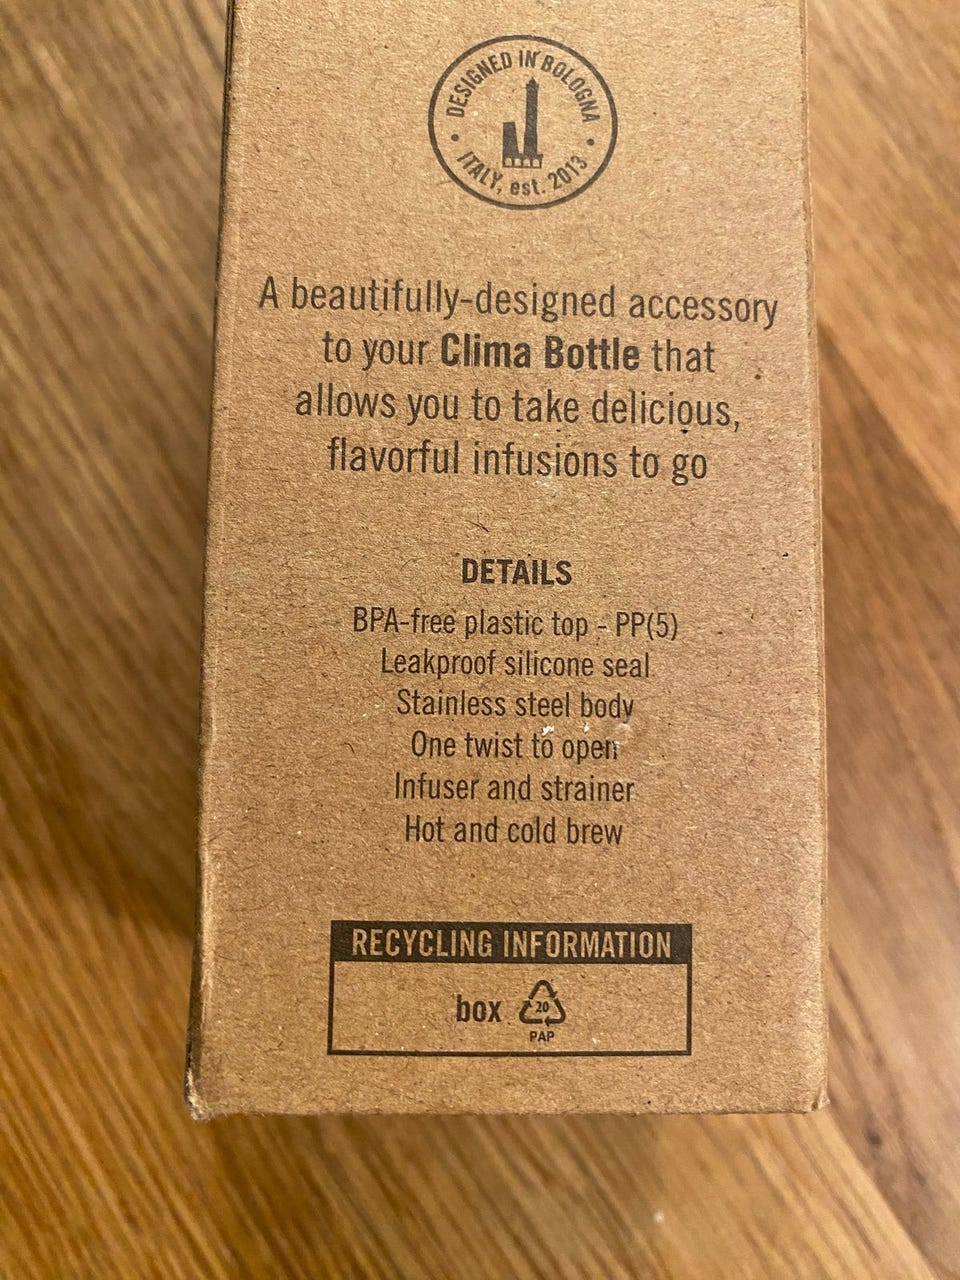 DESIGNED IN BOLOGNA
ITALY, est. 2013
A beautifully-designed accessory
to your Clima Bottle that
allows you to take delicious,
flavorful infusions to go
DETAILS
BPA-free plastic top - PP(5)
Leakproof silicone seal
Stainless steel body
One twist to open
Infuser and strainer
Hot and cold brew
RECYCLING INFORMATION
box 20
PAP